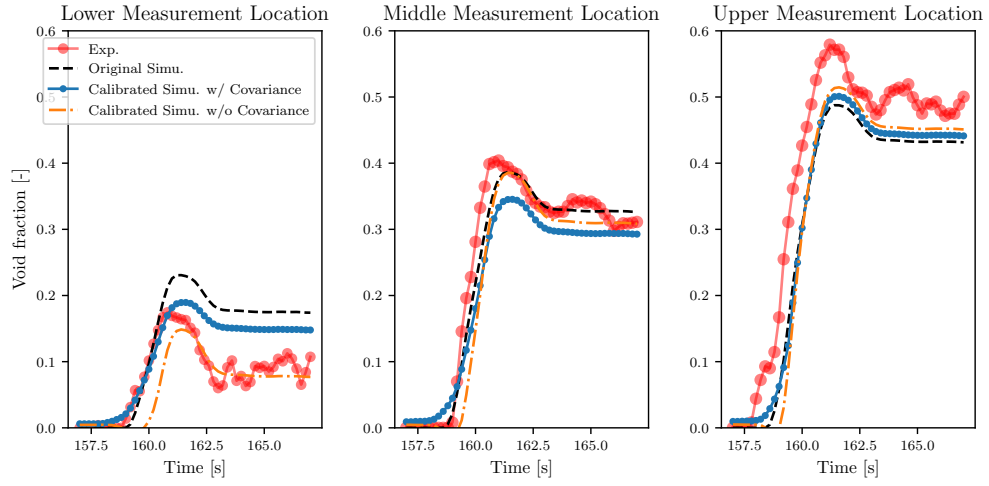 Lower Measurement Location
Middle Measurement Location
Upper Measurement Location
Exp.
Original Simu.
Calibrated Simu. w/ Covariance
Calibrated Simu. w/o Covariance
Void fraction [-]
0.6
0.5
0.4
0.3
0.2
0.1
0.0
157.5 160.0 162.5 165.0
Time [s]
0.6
0.5
0.4
0.3
0.2
0.1
0.0
157.5 160.0 162.5 165.0
Time [s]
0.6
0.5
0.4
0.3
0.2
0.1
0.0
157.5 160.0 162.5 165.0
Time [s]